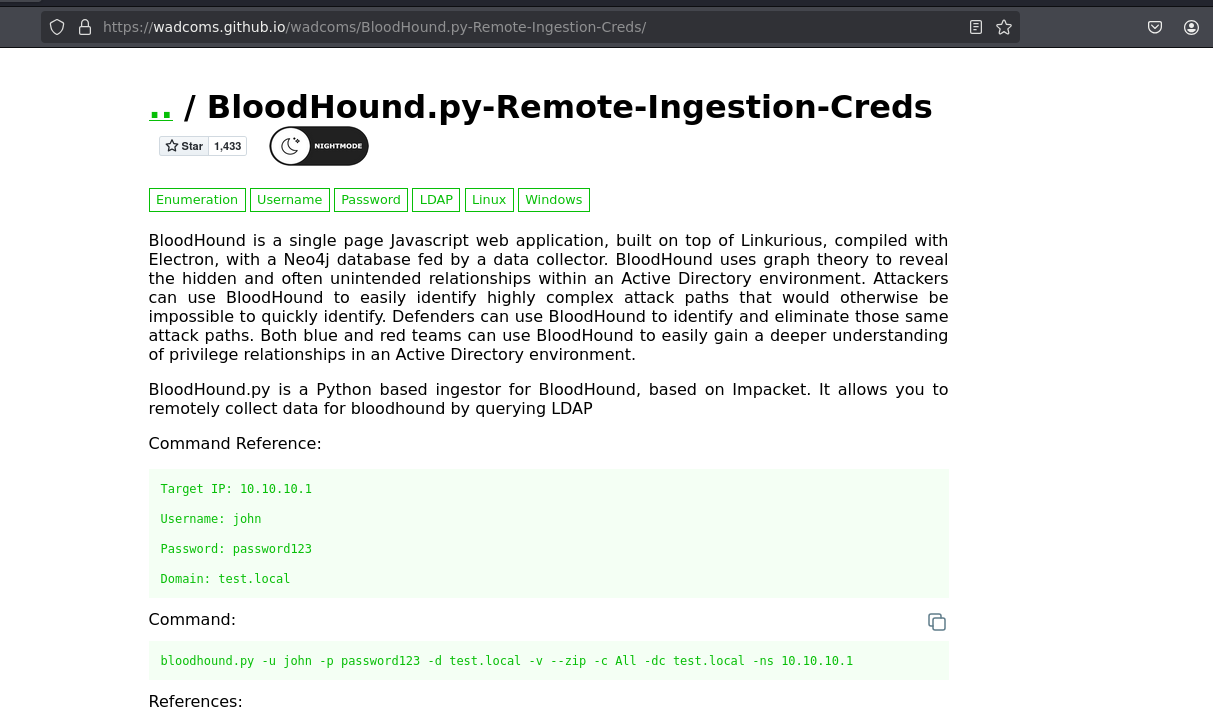 https://wadcoms.github.io/wadcoms/BloodHound.py-Remote-Ingestion-Creds/
.. / BloodHound.py-Remote-Ingestion-Creds
Star 1,433 NIGHTMODE
Enumeration Username Password LDAP Linux Windows
BloodHound is a single page Javascript web application, built on top of Linkurious, compiled with
Electron, with a Neo4j database fed by a data collector. BloodHound uses graph theory to reveal
the hidden and often unintended relationships within an Active Directory environment. Attackers
can use BloodHound to easily identify highly complex attack paths that would otherwise be
impossible to quickly identify. Defenders can use BloodHound to identify and eliminate those same
attack paths. Both blue and red teams can use BloodHound to easily gain a deeper understanding
of privilege relationships in an Active Directory environment.
BloodHound.py is a Python based ingestor for BloodHound, based on Impacket. It allows you to
remotely collect data for bloodhound by querying LDAP
Command Reference:
Target IP: 10.10.10.1
Username: john
Password: password123
Domain: test.local
Command:
bloodhound.py -u john -p password123 -d test.local -v --zip -c All -dc test.local -ns 10.10.10.1
References: